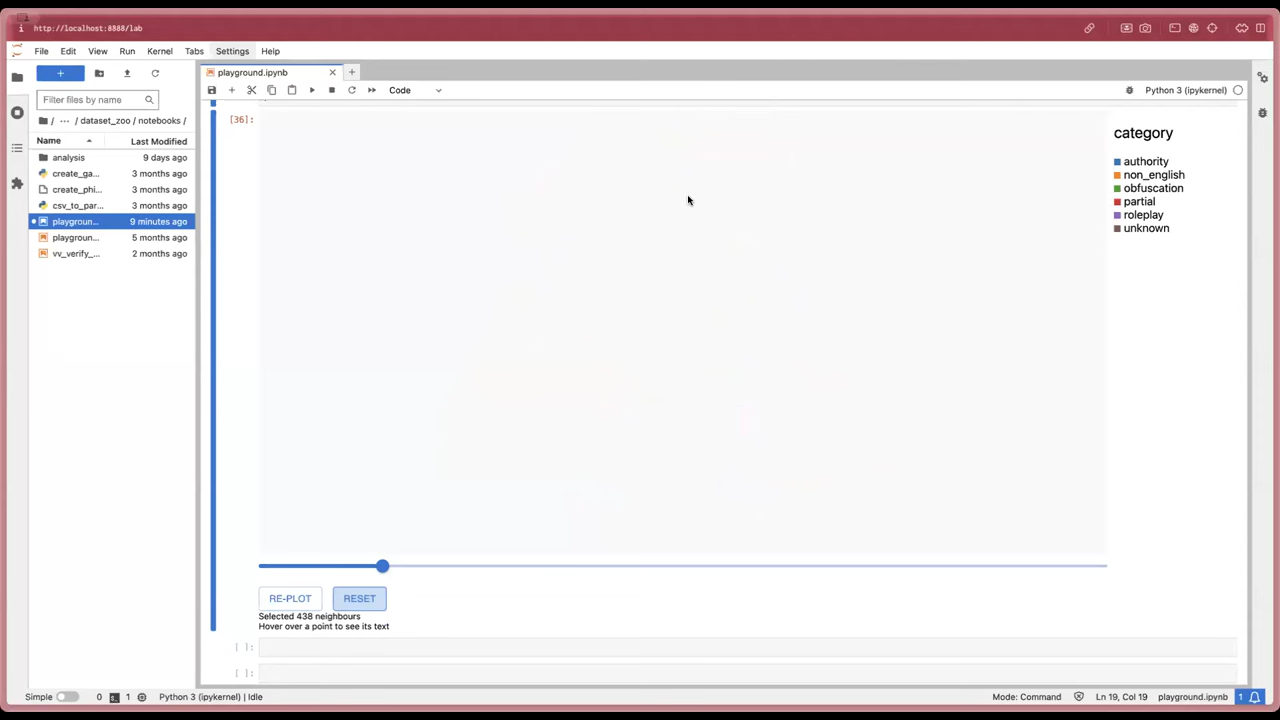 http://localhost:8888/lab
File Edit View Run Kernel Tabs Settings Help
playground.ipynb
Code
Python 3 (ipykernel)
Filter files by name
/ ... / dataset_zoo / notebooks /
Name Last Modified
analysis 9 days ago
create_ga... 3 months ago
create_phi... 3 months ago
csv_to_par... 3 months ago
playgroun... 9 minutes ago
playgroun... 5 months ago
vv_verify_... 2 months ago
[36]:
category
authority
non_english
obfuscation
partial
roleplay
unknown
RE-PLOT RESET
Selected 438 neighbours
Hover over a point to see its text
[ ]:
[ ]:
Simple 0 1 Python 3 (ipykernel) | Idle Mode: Command Ln 19, Col 19 playground.ipynb 1